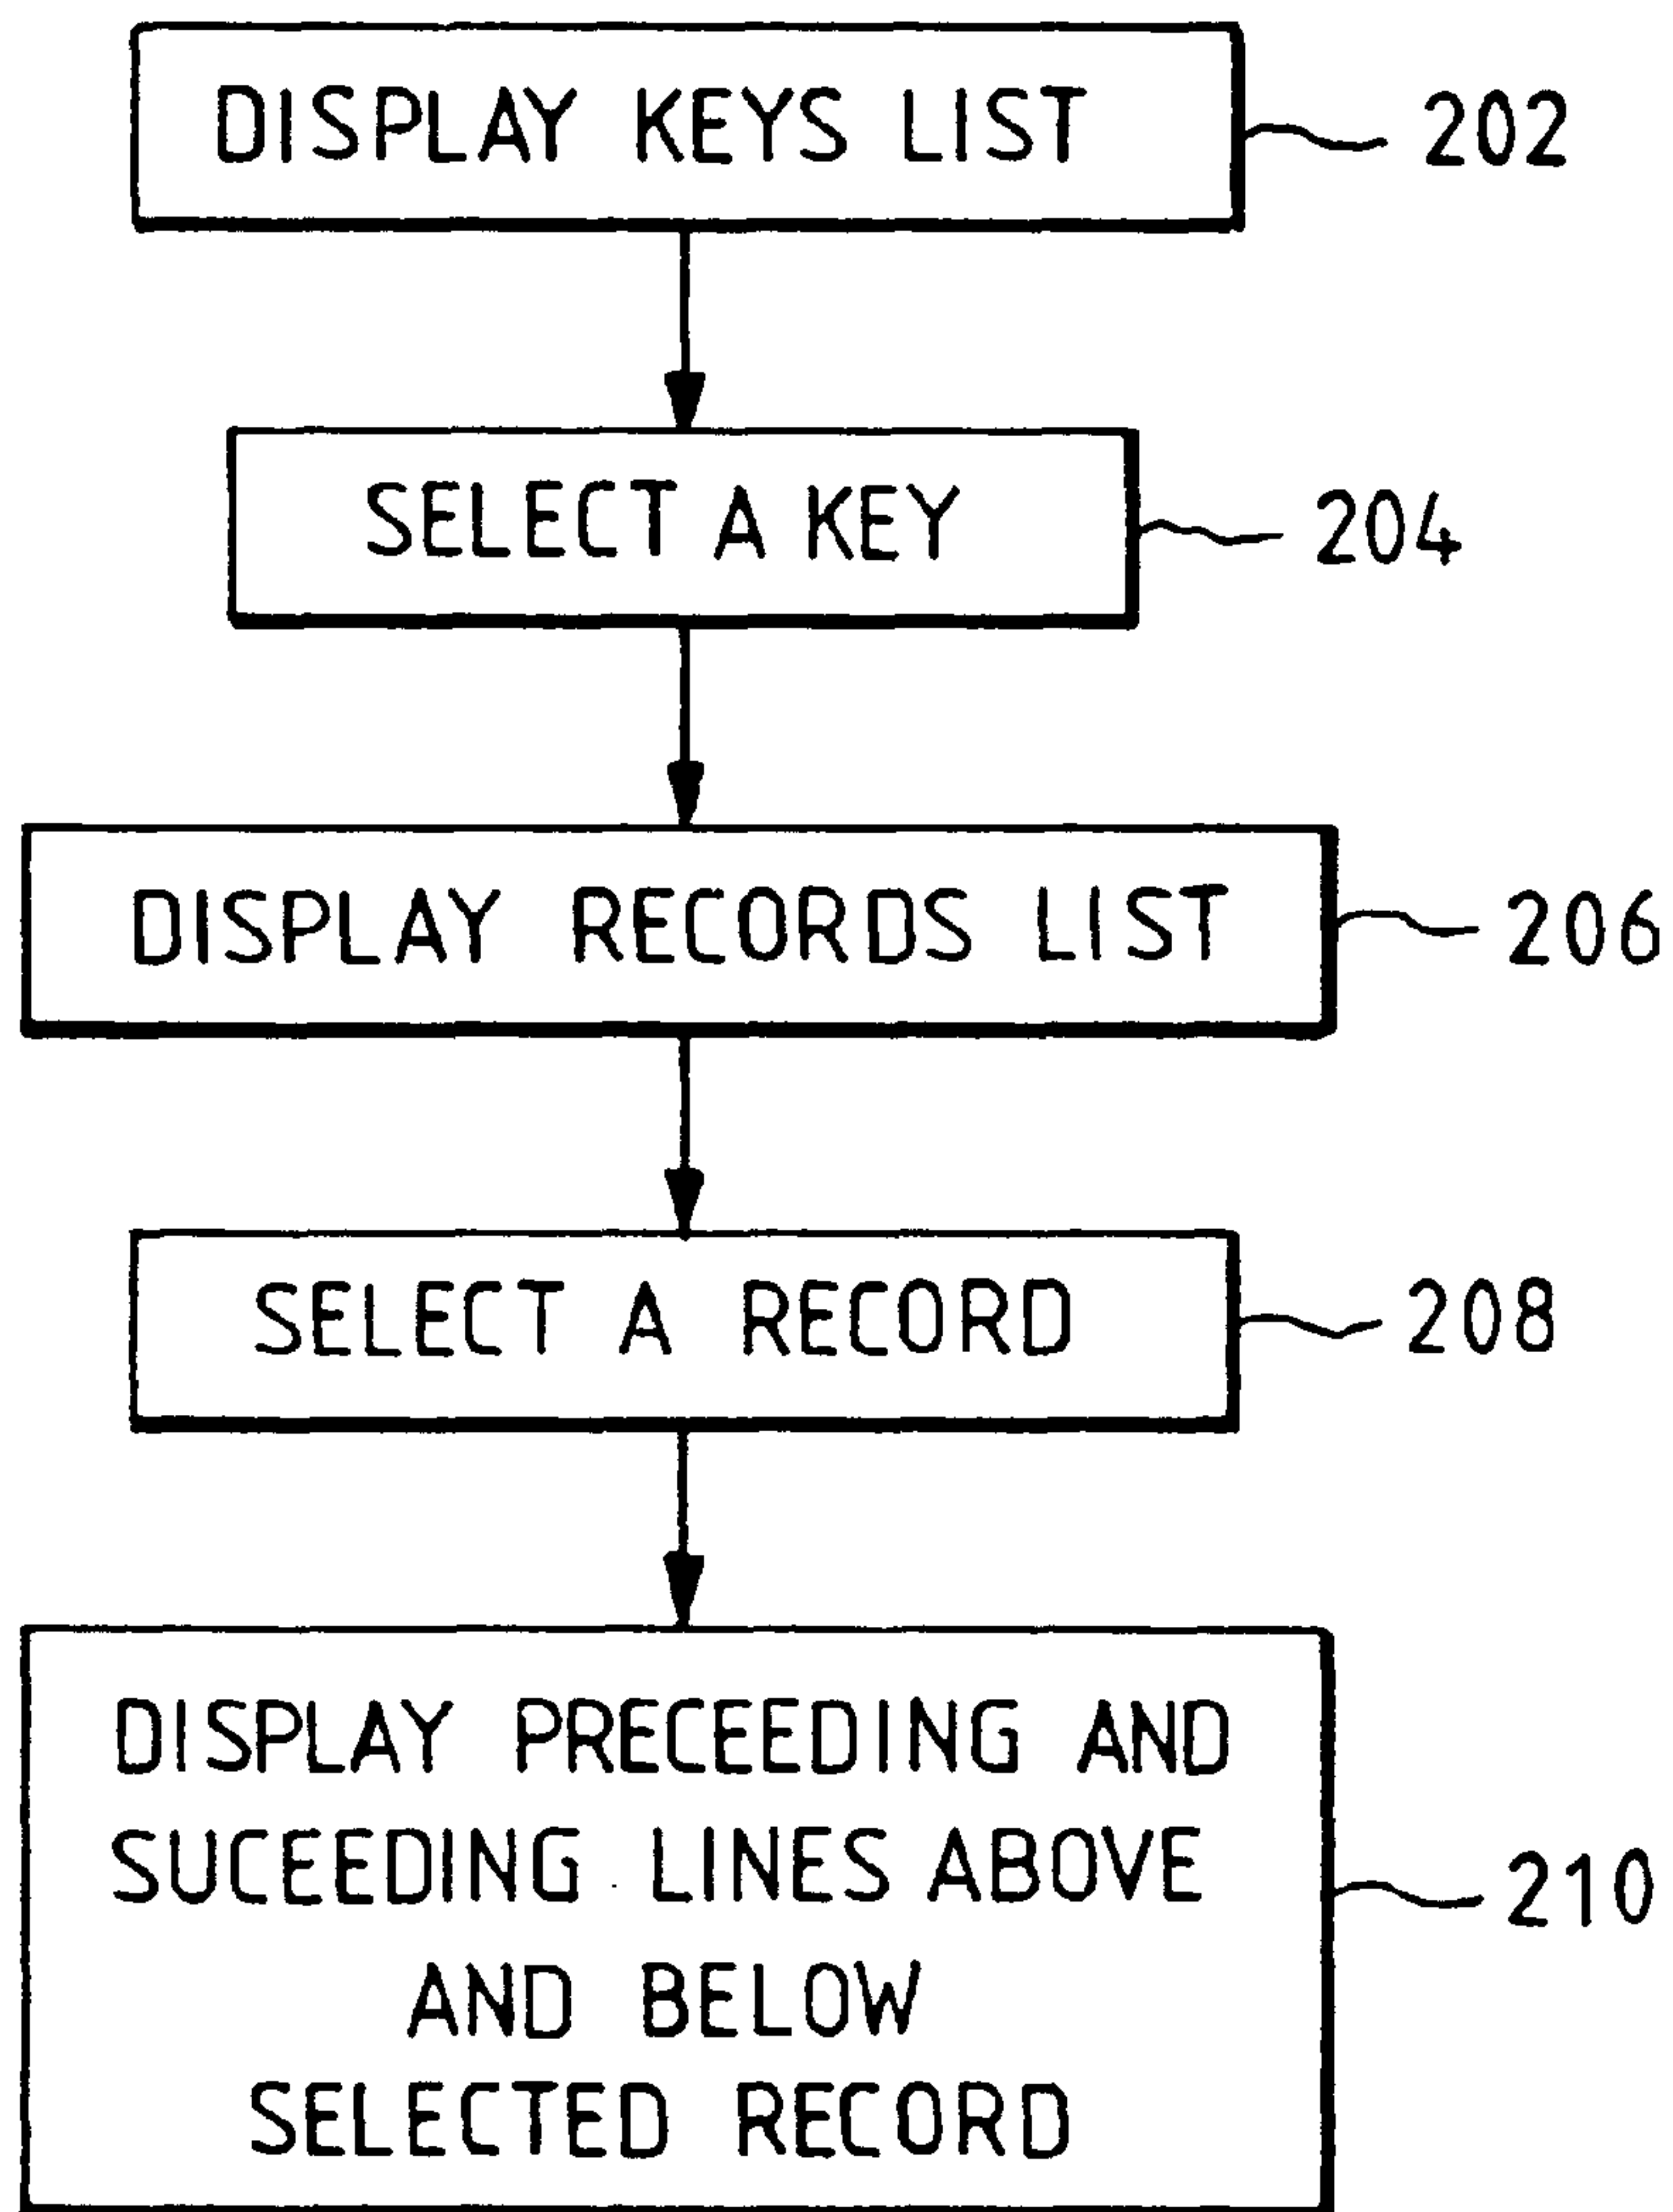 DISPLAY KEYS LIST 202
SELECT A KEY 204
DISPLAY RECORDS LIST 206
SELECT A RECORD 208
DISPLAY PRECEEDING AND
SUCEEDING LINES ABOVE
AND BELOW
SELECTED RECORD
210